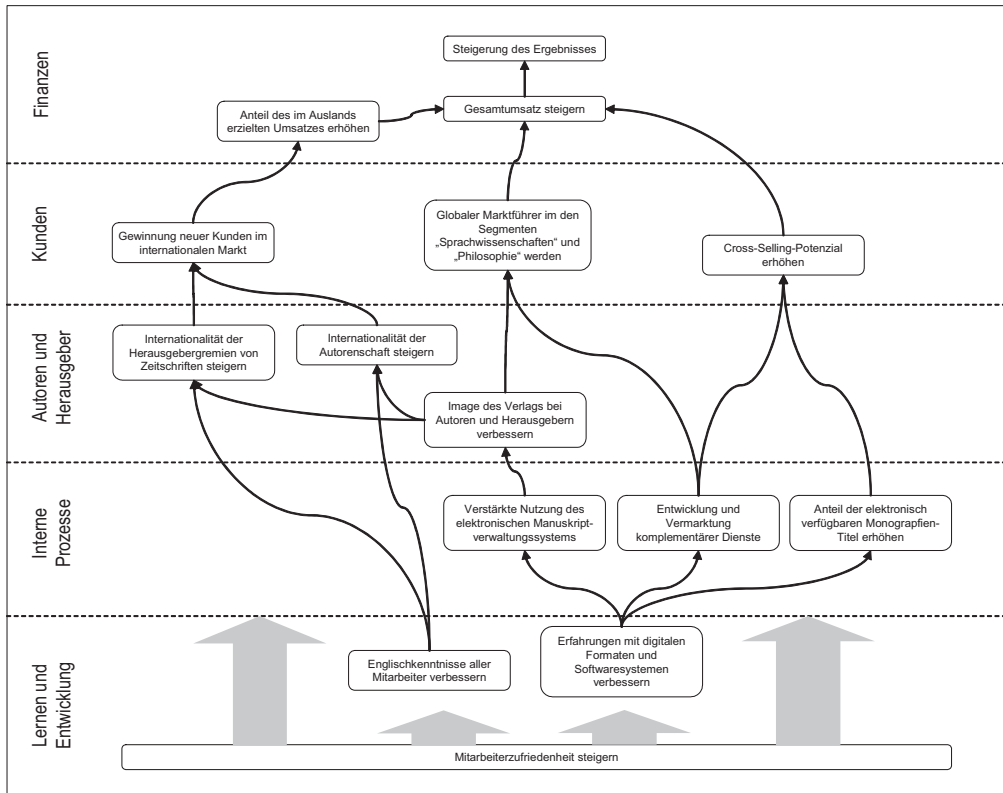 Finanzen
Steigerung des Ergebnisses
Gesamtumsatz steigern
Anteil des im Auslands
erzielten Umsatzes erhöhen
Kunden
Gewinnung neuer Kunden im
internationalen Markt
Globaler Marktführer im den
Segmenten
„Sprachwissenschaften“ und
„Philosophie“ werden
Cross-Selling-Potenzial
erhöhen
Autoren und
Herausgeber
Internationalität der
Herausgebergremien von
Zeitschriften steigern
Internationalität der
Autorenschaft steigern
Image des Verlags bei
Autoren und Herausgebern
verbessern
Interne
Prozesse
Verstärkte Nutzung des
elektronischen Manuskript-
verwaltungssystems
Entwicklung und
Vermarktung
komplementärer Dienste
Anteil der elektronisch
verfügbaren Monografien-
Titel erhöhen
Lernen und
Entwicklung
Englischkenntnisse aller
Mitarbeiter verbessern
Erfahrungen mit digitalen
Formaten und
Softwaresystemen
verbessern
Mitarbeiterzufriedenheit steigern